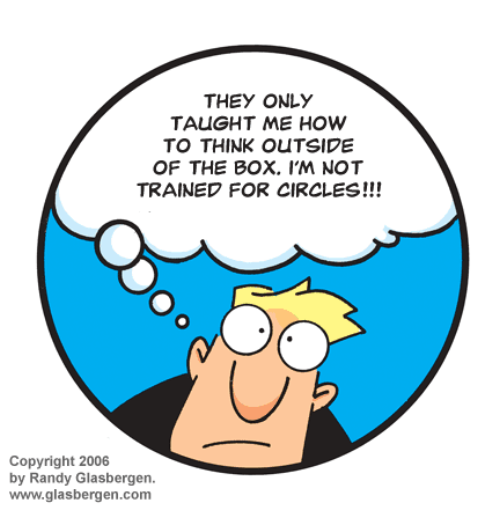 THEY ONLY
TAUGHT ME HOW
TO THINK OUTSIDE
OF THE BOX. I'M NOT
TRAINED FOR CIRCLES!!!
Copyright 2006
by Randy Glasbergen.
www.glasbergen.com